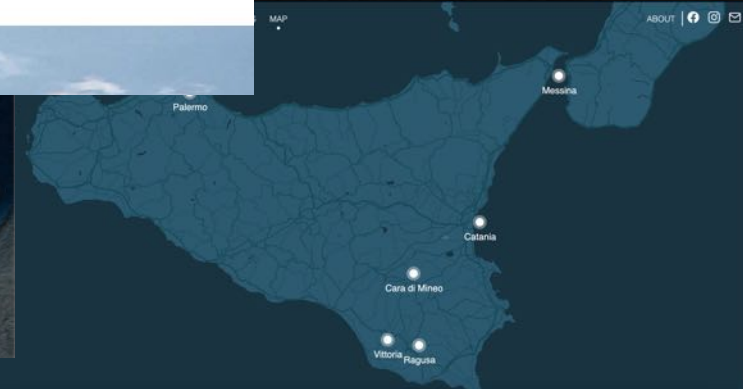 MAP
ABOUT
Messina
Palermo
Catania
Cara di Mineo
Vittoria
Ragusa